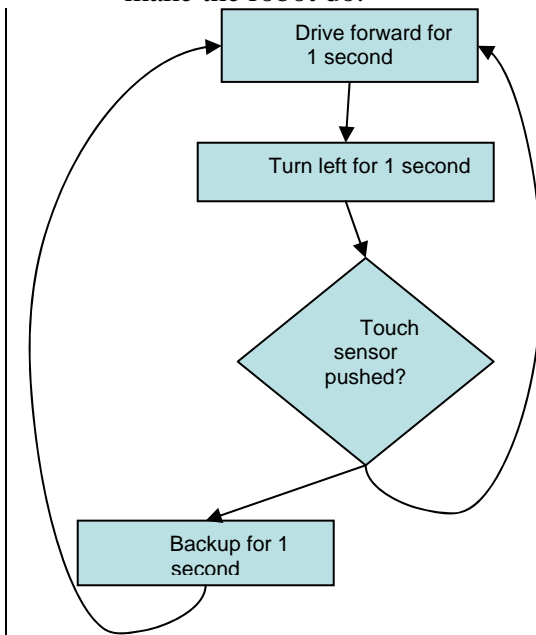 make the robot do?
Drive forward for
1 second
Turn left for 1 second
Touch
sensor
pushed?
Backup for 1
second